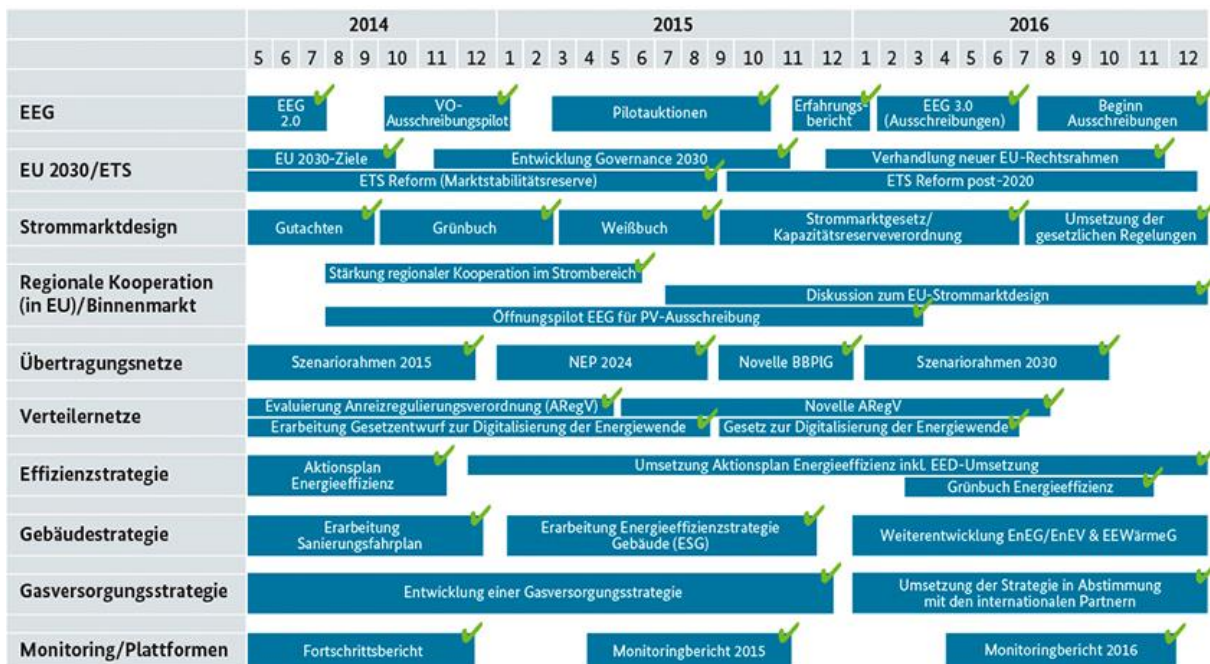 2014 2015 2016
5 6 7 8 9 10 11 12 1 2 3 4 5 6 7 8 9 10 11 12 1 2 3 4 5 6 7 8 9 10 11 12
EEG
EEG
2.0
VO-
Ausschreibungspilot
Pilotauktionen
Erfahrungs-
bericht
EEG 3.0
(Ausschreibungen)
Beginn
Ausschreibungen
EU 2030/ETS
EU 2030-Ziele
Entwicklung Governance 2030
Verhandlung neuer EU-Rechtsrahmen
ETS Reform (Marktstabilitätsreserve)
ETS Reform post-2020
Strommarktdesign
Gutachten
Grünbuch
Weißbuch
Strommarktgesetz/
Kapazitätsreserveverordnung
Umsetzung der
gesetzlichen Regelungen
Regionale Kooperation
(in EU)/Binnenmarkt
Stärkung regionaler Kooperation im Strombereich
Diskussion zum EU-Strommarktdesign
Öffnungspilot EEG für PV-Ausschreibung
Übertragungsnetze
Szenariorahmen 2015
NEP 2024
Novelle BBPlG
Szenariorahmen 2030
Verteilernetze
Evaluierung Anreizregulierungsverordnung (ARegV)
Novelle ARegV
Erarbeitung Gesetzentwurf zur Digitalisierung der Energiewende
Gesetz zur Digitalisierung der Energiewende
Effizienzstrategie
Aktionsplan
Energieeffizienz
Umsetzung Aktionsplan Energieeffizienz inkl. EED-Umsetzung
Grünbuch Energieeffizienz
Gebäudestrategie
Erarbeitung
Sanierungsfahrplan
Erarbeitung Energieeffizienzstrategie
Gebäude (ESG)
Weiterentwicklung EnEG/EnEV & EEWärmeG
Gasversorgungsstrategie
Entwicklung einer Gasversorgungsstrategie
Umsetzung der Strategie in Abstimmung
mit den internationalen Partnern
Monitoring/Plattformen
Fortschrittsbericht
Monitoringbericht 2015
Monitoringbericht 2016